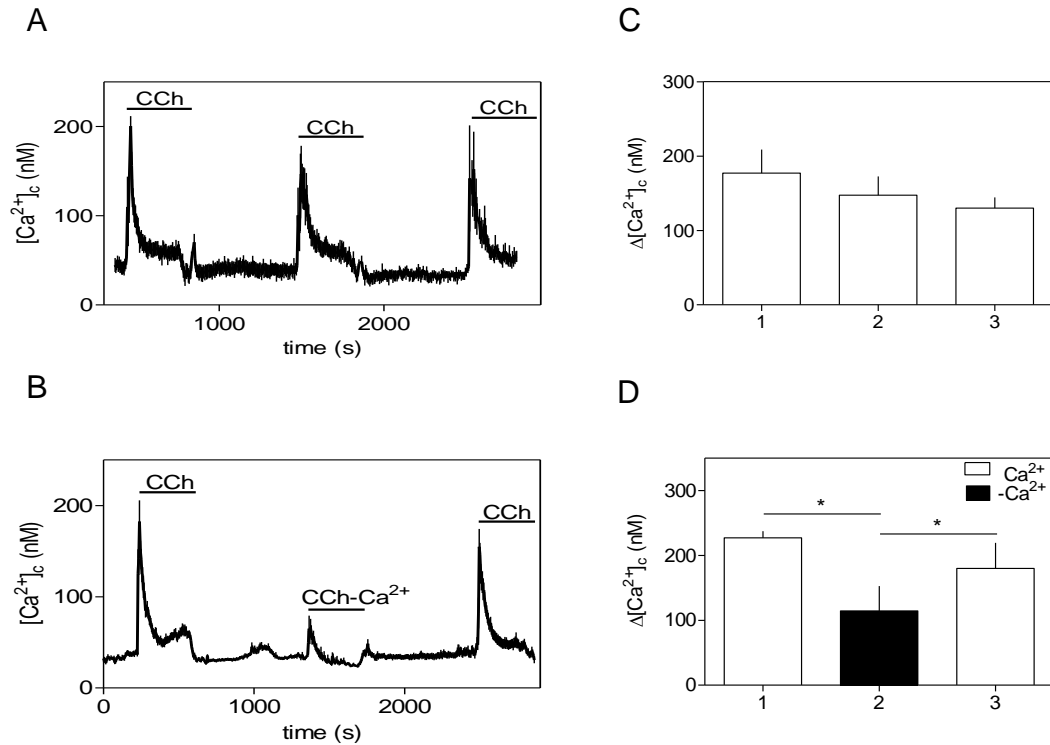 A
CCh
CCh
CCh
[Ca²⁺]c (nM)
200
100
0
1000
2000
time (s)
B
CCh
CCh-Ca²⁺
CCh
[Ca²⁺]c (nM)
200
100
0
0
1000
2000
time (s)
C
Δ[Ca²⁺]c (nM)
300
200
100
0
1
2
3
D
Ca²⁺
-Ca²⁺
*
*
Δ[Ca²⁺]c (nM)
300
200
100
0
1
2
3